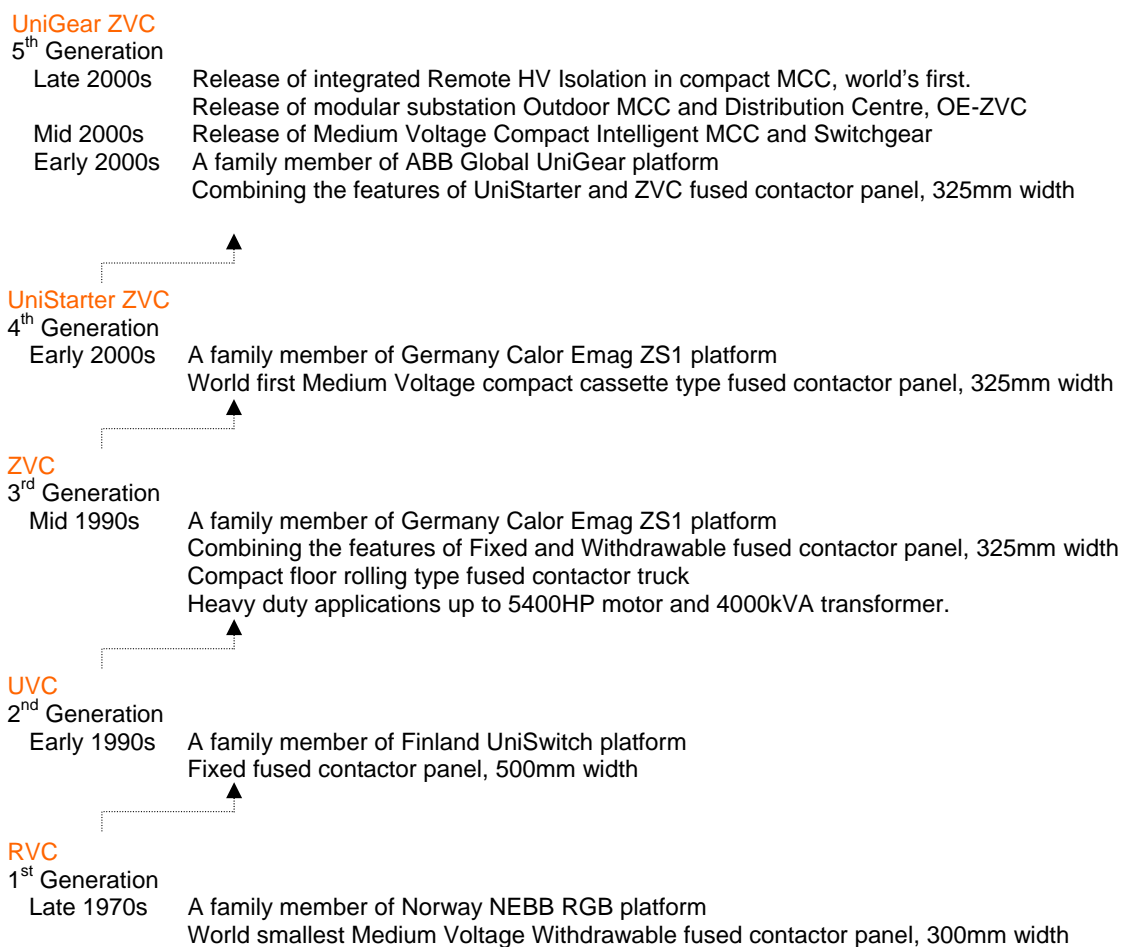 UniGear ZVC
5th Generation
Late 2000s Release of integrated Remote HV Isolation in compact MCC, world's first.
Release of modular substation Outdoor MCC and Distribution Centre, OE-ZVC
Mid 2000s Release of Medium Voltage Compact Intelligent MCC and Switchgear
Early 2000s A family member of ABB Global UniGear platform
Combining the features of UniStarter and ZVC fused contactor panel, 325mm width
UniStarter ZVC
4th Generation
Early 2000s A family member of Germany Calor Emag ZS1 platform
World first Medium Voltage compact cassette type fused contactor panel, 325mm width
ZVC
3rd Generation
Mid 1990s A family member of Germany Calor Emag ZS1 platform
Combining the features of Fixed and Withdrawable fused contactor panel, 325mm width
Compact floor rolling type fused contactor truck
Heavy duty applications up to 5400HP motor and 4000kVA transformer.
UVC
2nd Generation
Early 1990s A family member of Finland UniSwitch platform
Fixed fused contactor panel, 500mm width
RVC
1st Generation
Late 1970s A family member of Norway NEBB RGB platform
World smallest Medium Voltage Withdrawable fused contactor panel, 300mm width